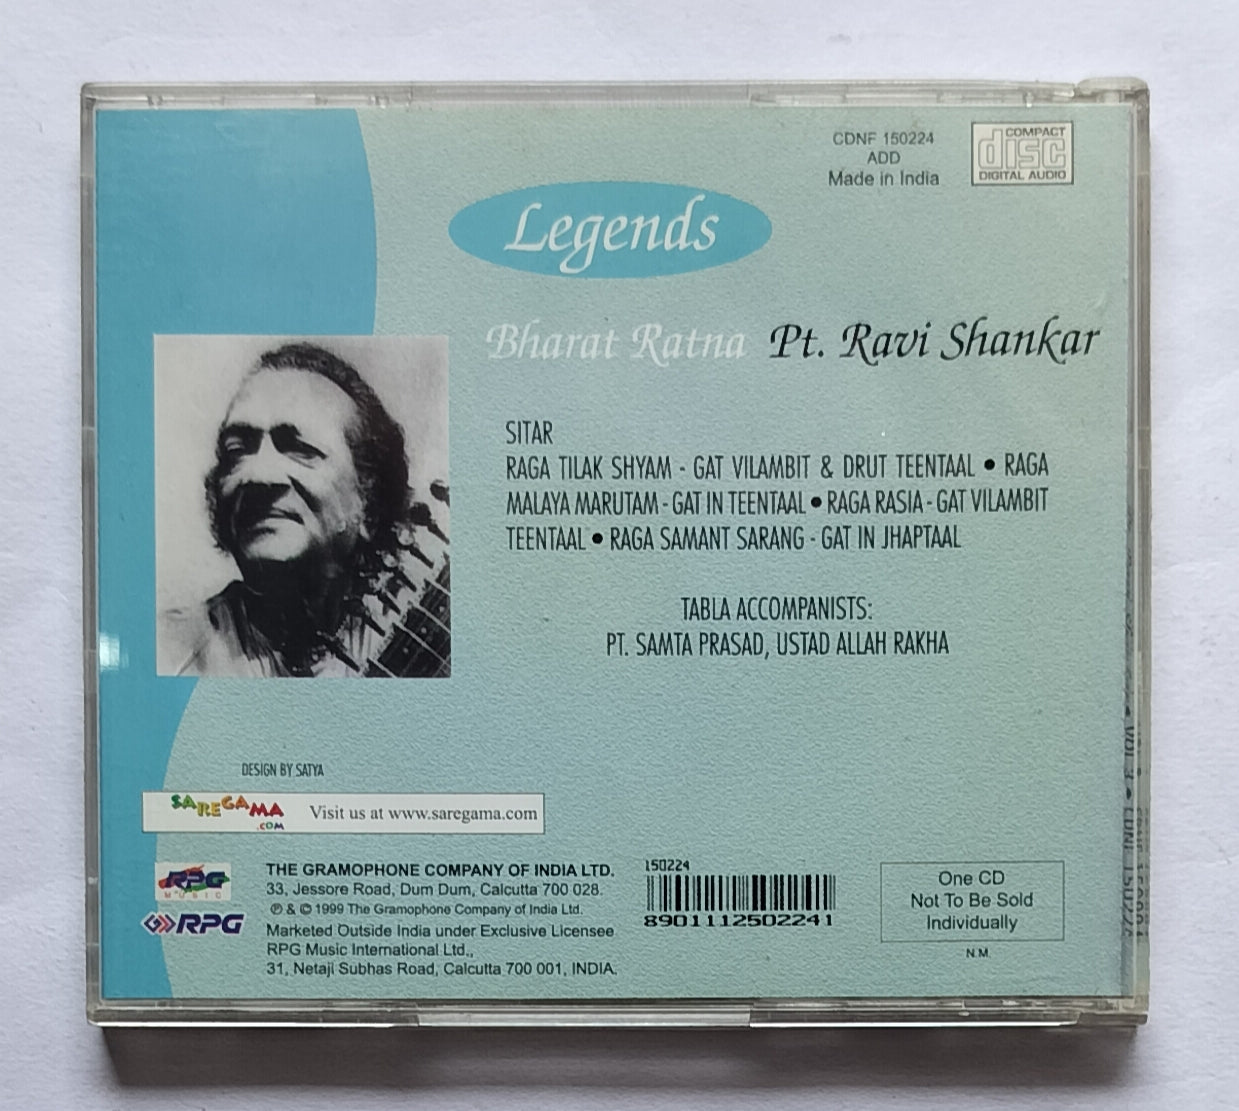 CDNF 150224
ADD
Made in India
COMPACT
disc
DIGITAL AUDIO
Legends
Bharat Ratna Pt. Ravi Shankar
SITAR
RAGA TILAK SHYAM - GAT VILAMBIT & DRUT TEENTAAL • RAGA
MALAYA MARUTAM - GAT IN TEENTAAL • RAGA RASIA - GAT VILAMBIT
TEENTAAL • RAGA SAMANT SARANG - GAT IN JHAPTAAL
TABLA ACCOMPANISTS:
PT. SAMTA PRASAD, USTAD ALLAH RAKHA
DESIGN BY SATYA
SAREGAMA
.COM
Visit us at www.saregama.com
RPG
MUSIC
RPG
THE GRAMOPHONE COMPANY OF INDIA LTD.
33, Jessore Road, Dum Dum, Calcutta 700 028.
℗ & © 1999 The Gramophone Company of India Ltd.
Marketed Outside India under Exclusive Licensee
RPG Music International Ltd.,
31, Netaji Subhas Road, Calcutta 700 001, INDIA.
150224
8901112502241
One CD
Not To Be Sold
Individually
N.M.